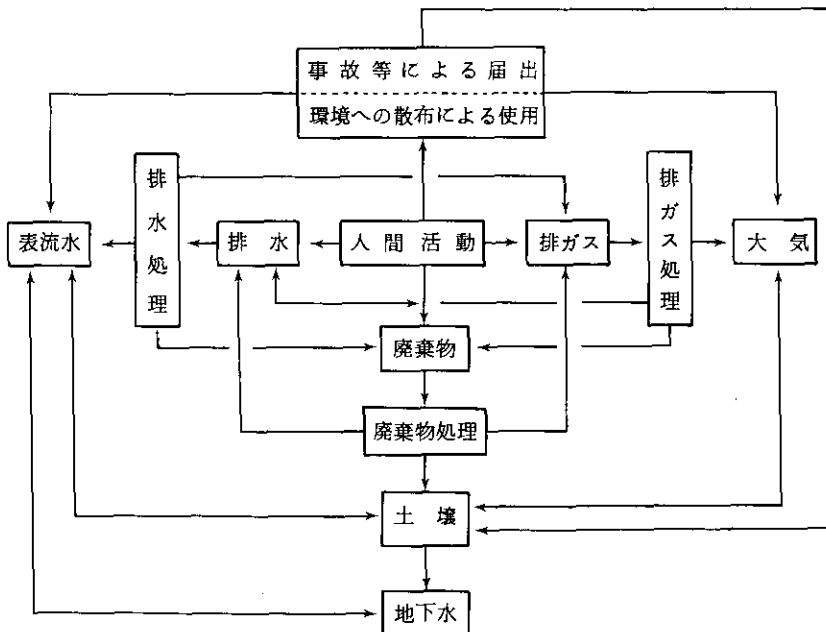 事故等による届出
環境への散布による使用
排水処理
排ガス処理
表流水
排水
人間活動
排ガス
大気
廃棄物
廃棄物処理
土壌
地下水